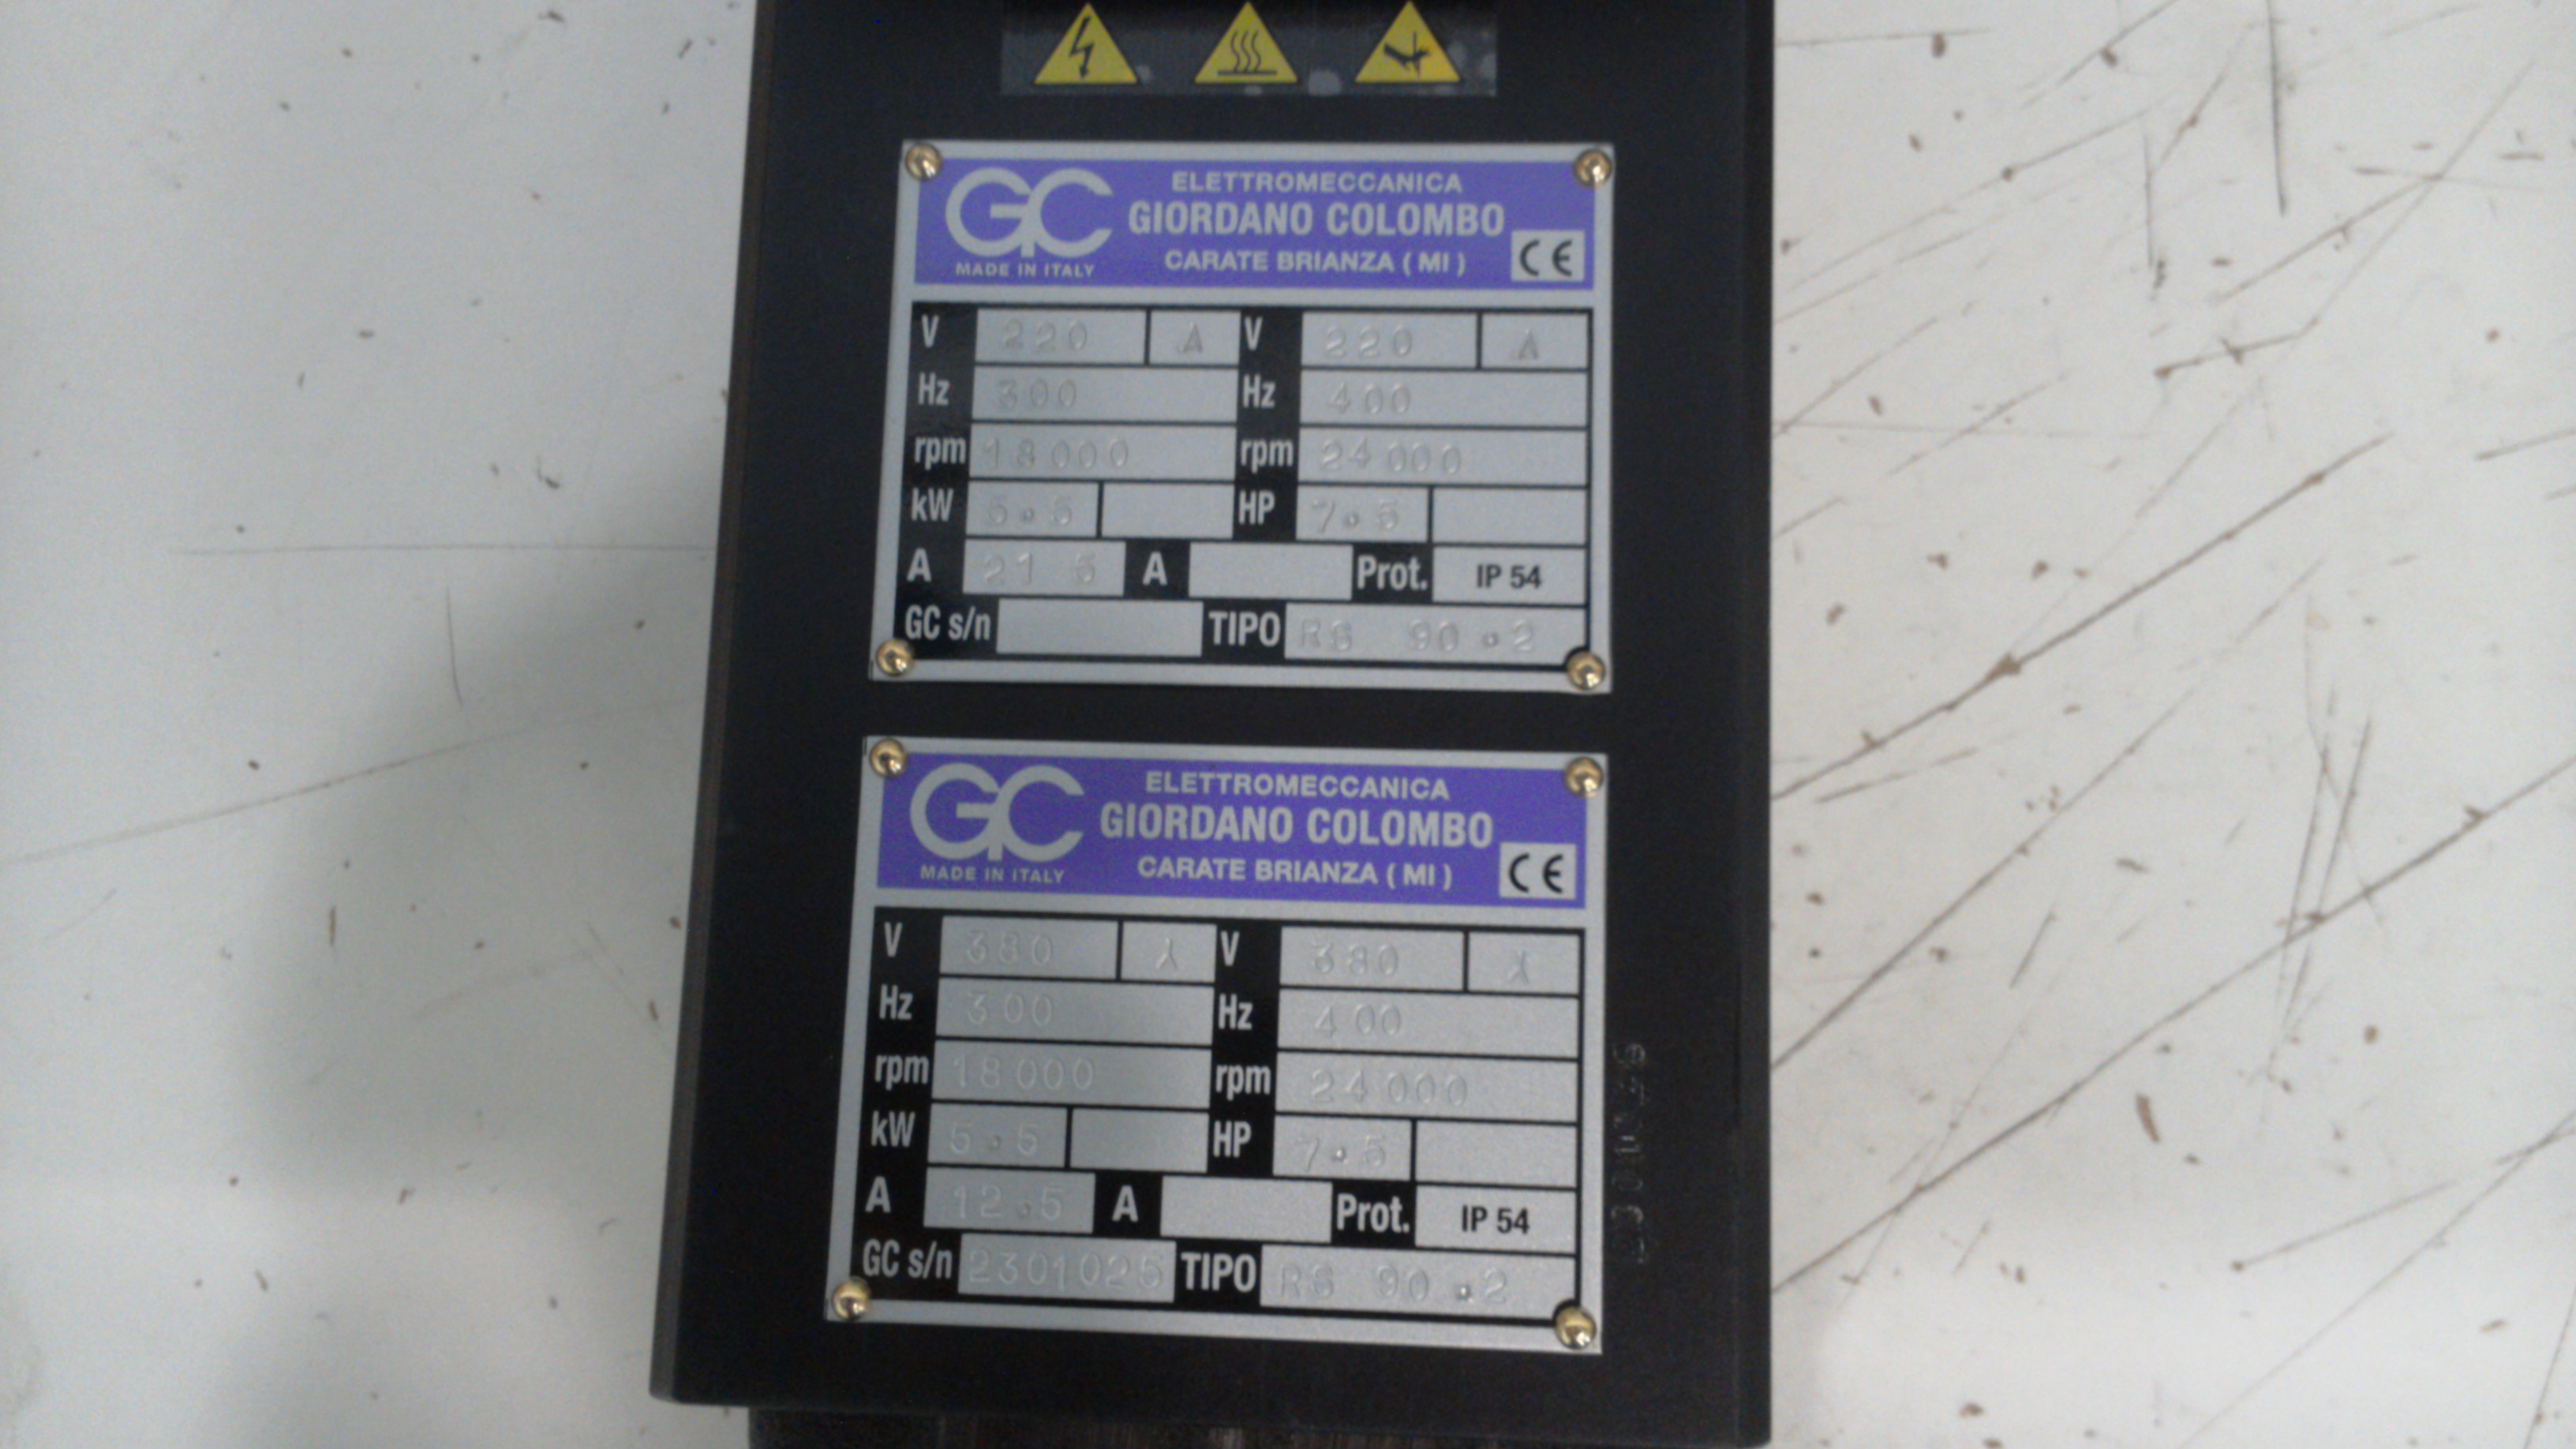 GC ELETTROMECCANICA
GIORDANO COLOMBO
MADE IN ITALY CARATE BRIANZA ( MI ) CE
V 220 Δ V 220 Δ
Hz 300 Hz 400
rpm 18000 rpm 24000
kW 5.5 HP 7.5
A 21 5 A Prot. IP 54
GC s/n TIPO RS 90.2
GC ELETTROMECCANICA
GIORDANO COLOMBO
MADE IN ITALY CARATE BRIANZA ( MI ) CE
V 380 V 380
Hz 300 Hz 400
rpm 18000 rpm 24000
kW 5.5 HP 7.5
A 12.5 A Prot. IP 54
GC s/n 2301025 TIPO RS 90.2